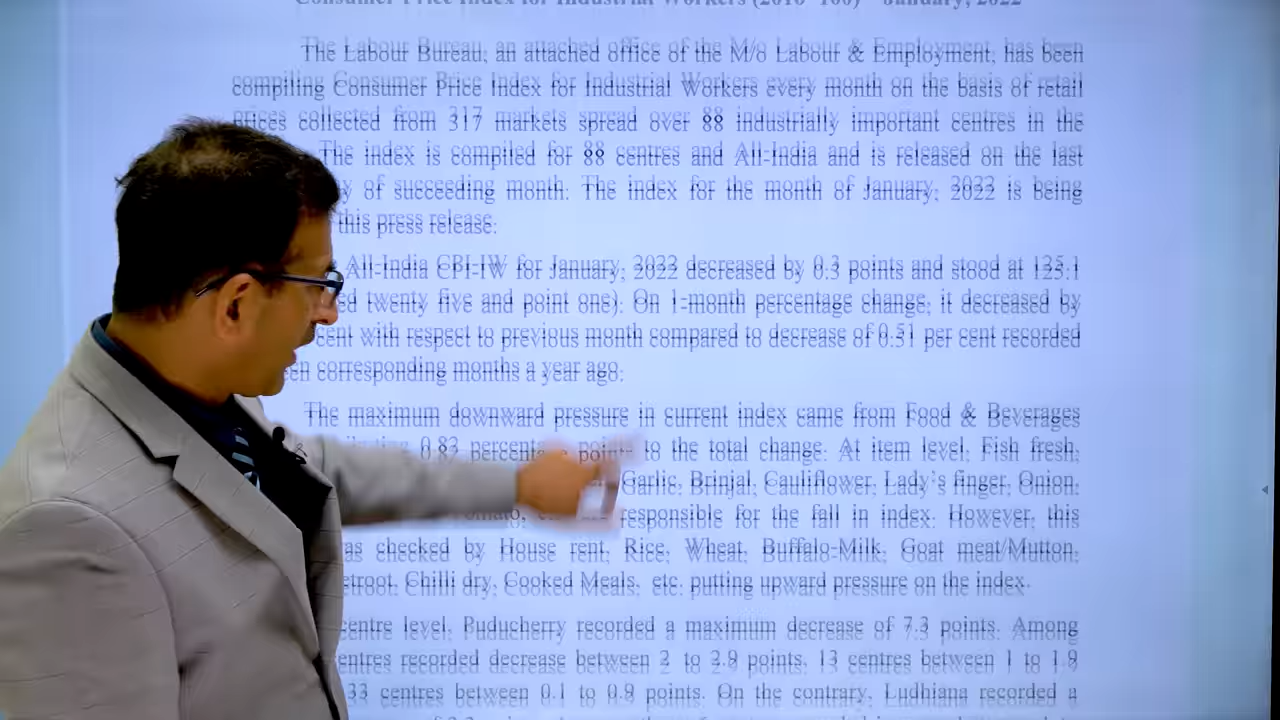 Consumer Price Index for Industrial Workers (2016=100) – January, 2022
The Labour Bureau, an attached office of the M/o Labour & Employment, has been
compiling Consumer Price Index for Industrial Workers every month on the basis of retail
prices collected from 317 markets spread over 88 industrially important centres in the
The index is compiled for 88 centres and All-India and is released on the last
of succeeding month. The index for the month of January, 2022 is being
this press release.
All-India CPI-IW for January, 2022 decreased by 0.3 points and stood at 125.1
twenty five and point one). On 1-month percentage change, it decreased by
cent with respect to previous month compared to decrease of 0.51 per cent recorded
corresponding months a year ago.
The maximum downward pressure in current index came from Food & Beverages
0.82 to the total change. At item level, Fish fresh,
Garlic, Brinjal, Cauliflower, Lady's finger, Onion,
responsible for the fall in index. However, this
checked by House rent, Rice, Wheat, Buffalo-Milk, Goat meat/Mutton,
Chilli dry, Cooked Meals, etc. putting upward pressure on the index.
centre level, Puducherry recorded a maximum decrease of 7.3 points. Among
recorded decrease between 2 to 2.9 points, 13 centres between 1 to 1.9
33 centres between 0.1 to 0.9 points. On the contrary, Ludhiana recorded a